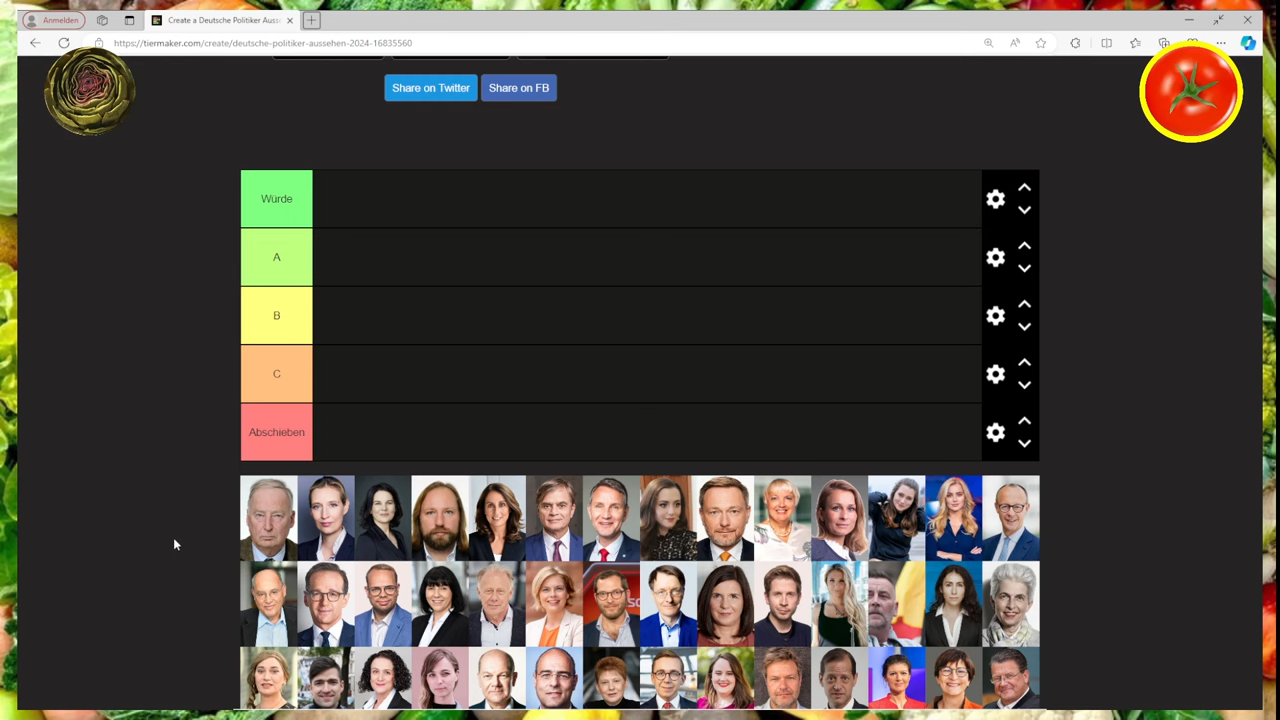 Anmelden
Create a Deutsche Politiker Auss
https://tiermaker.com/create/deutsche-politiker-aussehen-2024-16835560
Share on Twitter Share on FB
Würde
A
B
C
Abschieben